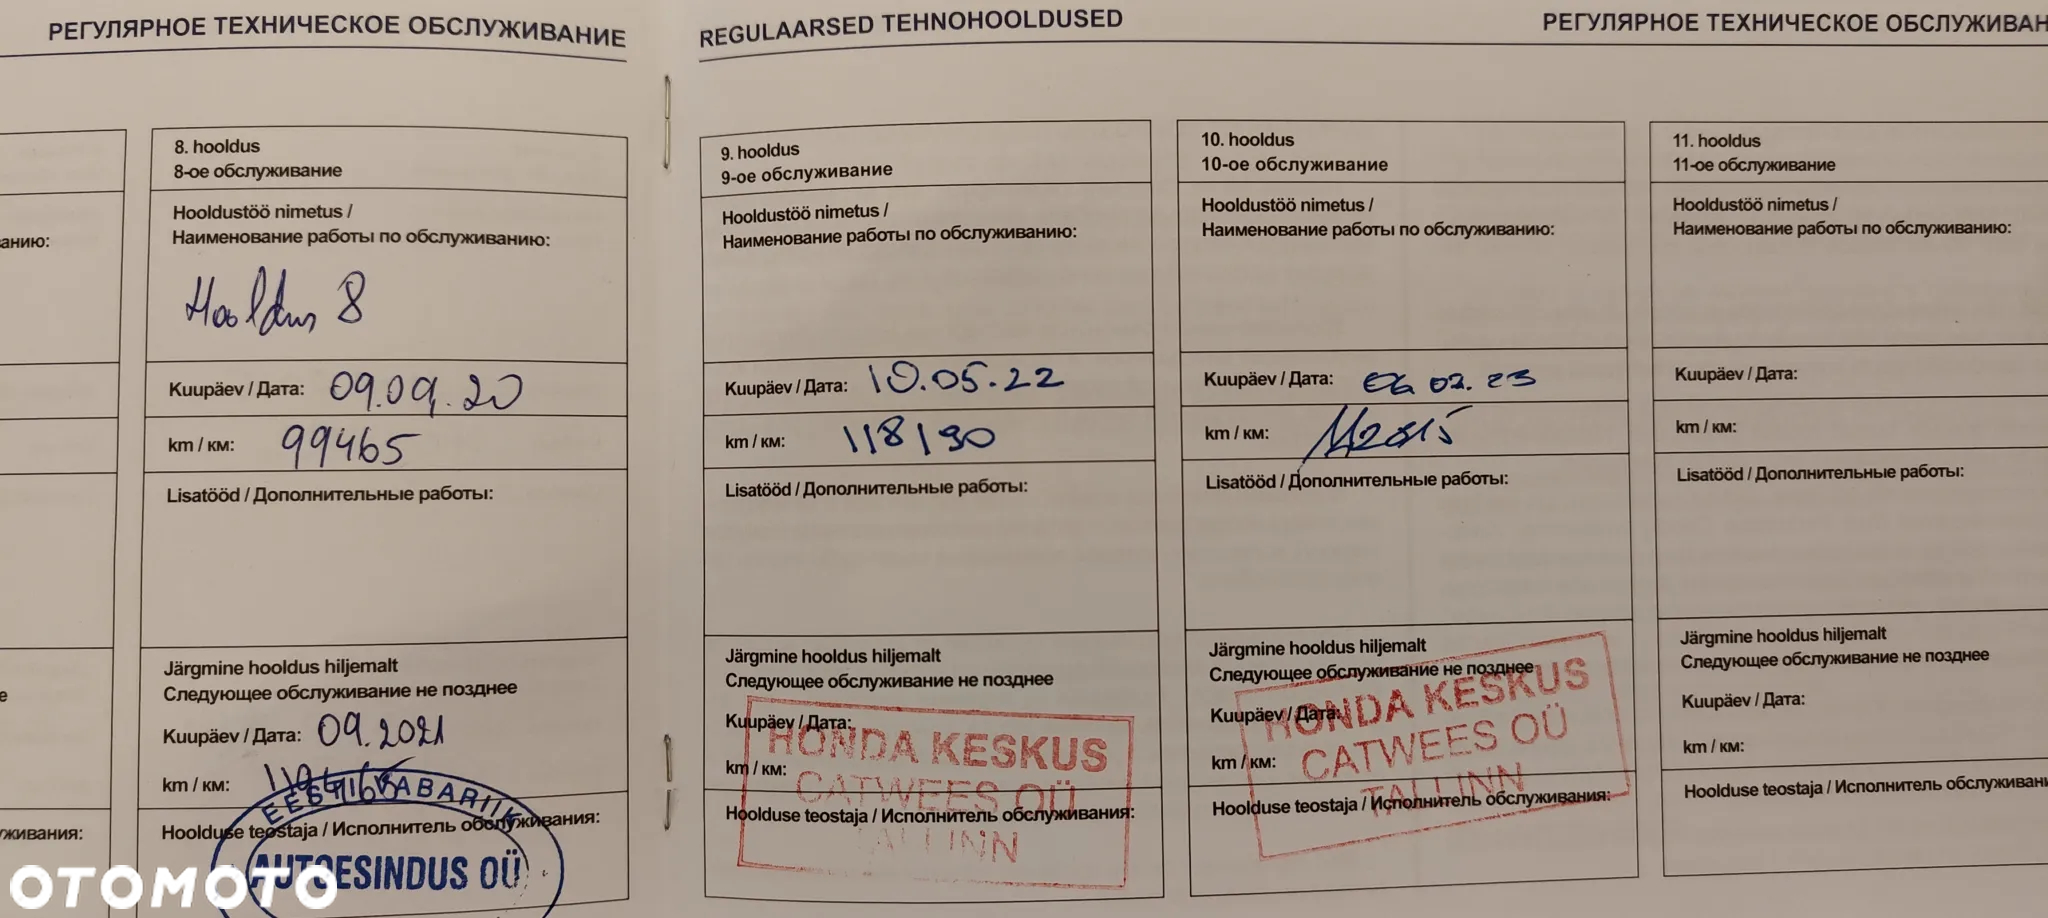 РЕГУЛЯРНОЕ ТЕХНИЧЕСКОЕ ОБСЛУЖИВАНИЕ
анию:
е
уживания:
8. hooldus
8-ое обслуживание
Hooldustöö nimetus /
Наименование работы по обслуживанию:
Hooldus 8
Kuupäev / Дата: 09.09.20
km / км: 99465
Lisatööd / Дополнительные работы:
Järgmine hooldus hiljemalt
Следующее обслуживание не позднее
Kuupäev / Дата: 09.2021
km / км:
EESTI VABARIIK
Hoolduse teostaja / Исполнитель обслуживания:
AUTOESINDUS OÜ
REGULAARSED TEHNOHOOLDUSED
РЕГУЛЯРНОЕ ТЕХНИЧЕСКОЕ ОБСЛУЖИВАН
9. hooldus
9-ое обслуживание
Hooldustöö nimetus /
Наименование работы по обслуживанию:
Kuupäev / Дата: 10.05.22
km / км: 118190
Lisatööd / Дополнительные работы:
Järgmine hooldus hiljemalt
Следующее обслуживание не позднее
Kuupäev / Дата:
HONDA KESKUS
km / км:
CATWEES OÜ
Hoolduse teostaja / Исполнитель обслуживания:
TALLINN
10. hooldus
10-ое обслуживание
Hooldustöö nimetus /
Наименование работы по обслуживанию:
Kuupäev / Дата:
km / км:
Lisatööd / Дополнительные работы:
Järgmine hooldus hiljemalt
Следующее обслуживание не позднее
Kuupäev / Дата:
HONDA KESKUS
CATWEES OÜ
km / км:
TALLINN
Hoolduse teostaja / Исполнитель обслуживания:
11. hooldus
11-ое обслуживание
Hooldustöö nimetus /
Наименование работы по обслуживанию:
Kuupäev / Дата:
km / км:
Lisatööd / Дополнительные работы:
Järgmine hooldus hiljemalt
Следующее обслуживание не позднее
Kuupäev / Дата:
km / км:
Hoolduse teostaja / Исполнитель обслуживани
OTOMOTO